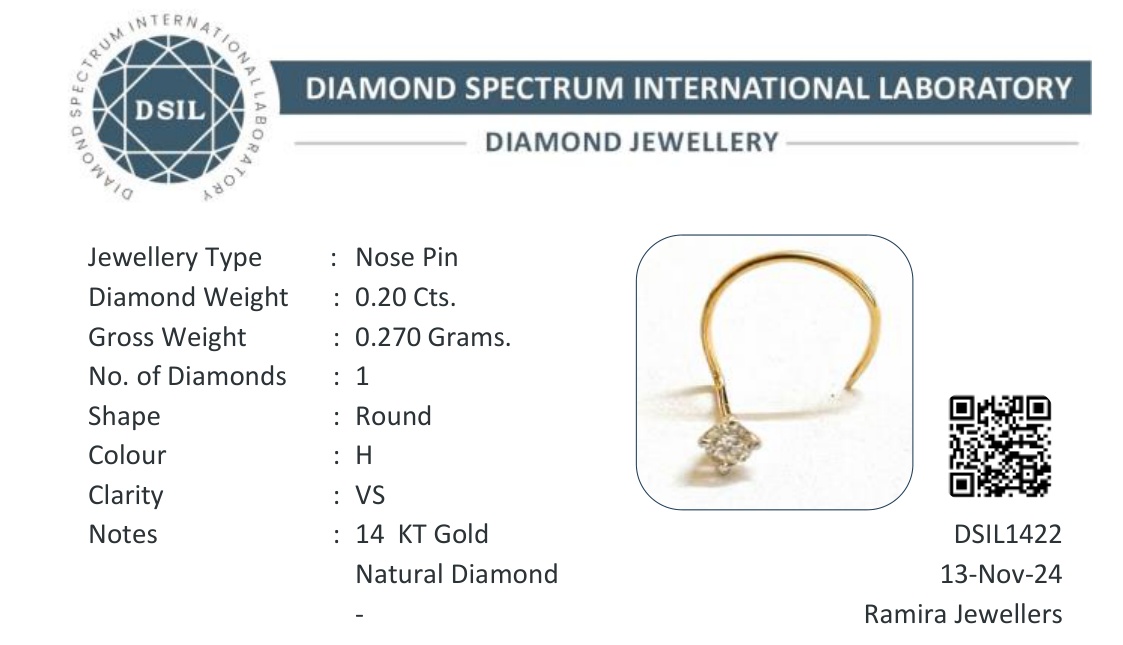 DIAMOND SPECTRUM INTERNATIONAL LABORATORY
DSIL
DIAMOND SPECTRUM INTERNATIONAL LABORATORY
DIAMOND JEWELLERY
Jewellery Type : Nose Pin
Diamond Weight : 0.20 Cts.
Gross Weight : 0.270 Grams.
No. of Diamonds : 1
Shape : Round
Colour : H
Clarity : VS
Notes : 14 KT Gold
Natural Diamond
-
DSIL1422
13-Nov-24
Ramira Jewellers